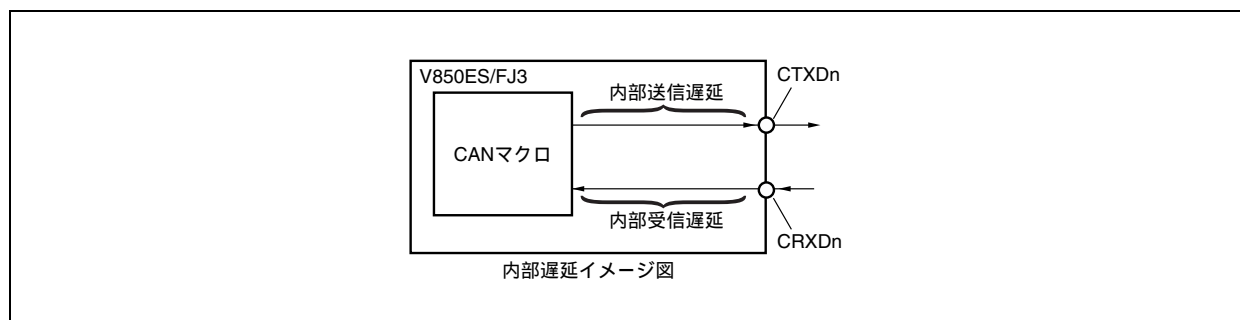 V850ES/FJ3
CTXDn
内部送信遅延
CANマクロ
内部受信遅延
CRXDn
内部遅延イメージ図